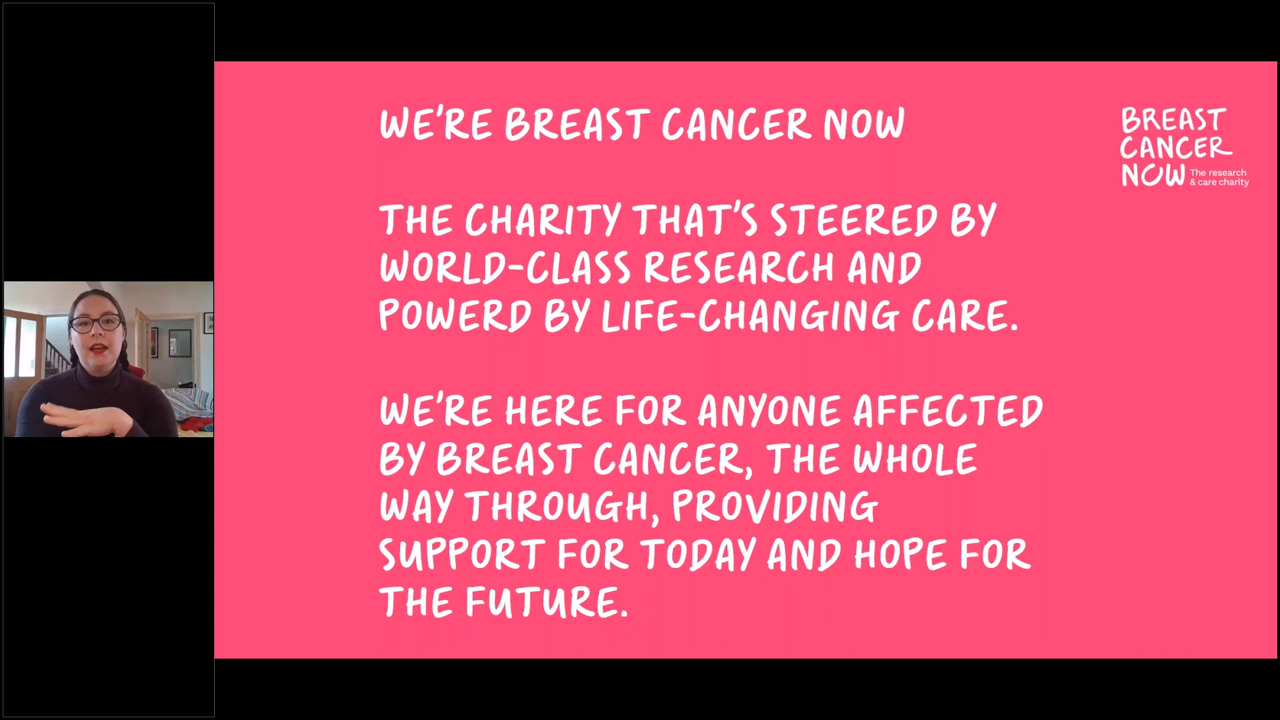 WE'RE BREAST CANCER NOW
THE CHARITY THAT'S STEERED BY
WORLD-CLASS RESEARCH AND
POWERD BY LIFE-CHANGING CARE.
WE'RE HERE FOR ANYONE AFFECTED
BY BREAST CANCER, THE WHOLE
WAY THROUGH, PROVIDING
SUPPORT FOR TODAY AND HOPE FOR
THE FUTURE.
BREAST
CANCER
NOW The research
& care charity